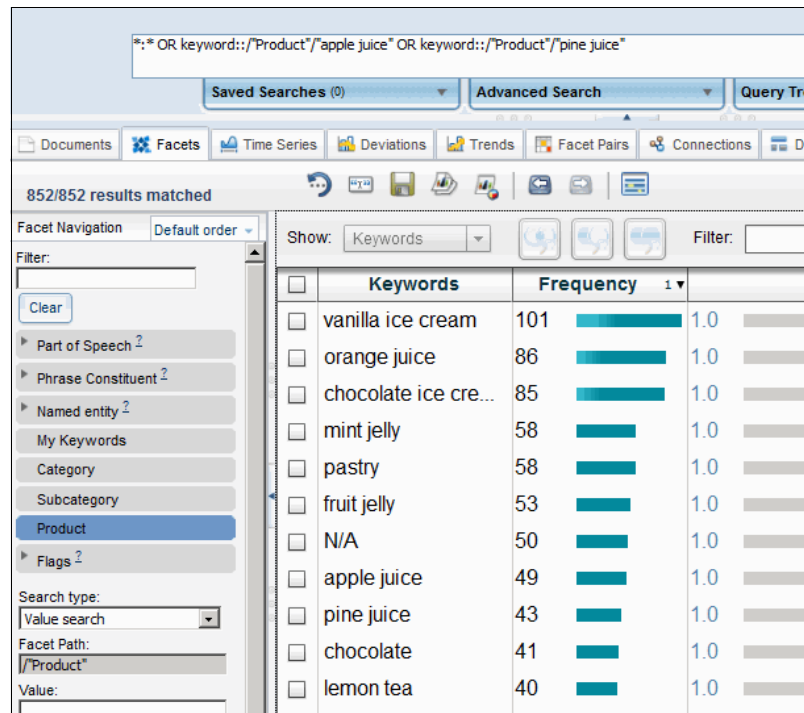 *:* OR keyword::/"Product"/"apple juice" OR keyword::/"Product"/"pine juice"
Saved Searches (0) Advanced Search Query Tr
Documents Facets Time Series Deviations Trends Facet Pairs Connections D
852/852 results matched
Facet Navigation Default order
Show: Keywords Filter:
Filter:
Clear
Part of Speech ?
Phrase Constituent ?
Named entity ?
My Keywords
Category
Subcategory
Product
Flags ?
Search type:
Value search
Facet Path:
/"Product"
Value:
Keywords Frequency 1
vanilla ice cream 101 1.0
orange juice 86 1.0
chocolate ice cre... 85 1.0
mint jelly 58 1.0
pastry 58 1.0
fruit jelly 53 1.0
N/A 50 1.0
apple juice 49 1.0
pine juice 43 1.0
chocolate 41 1.0
lemon tea 40 1.0